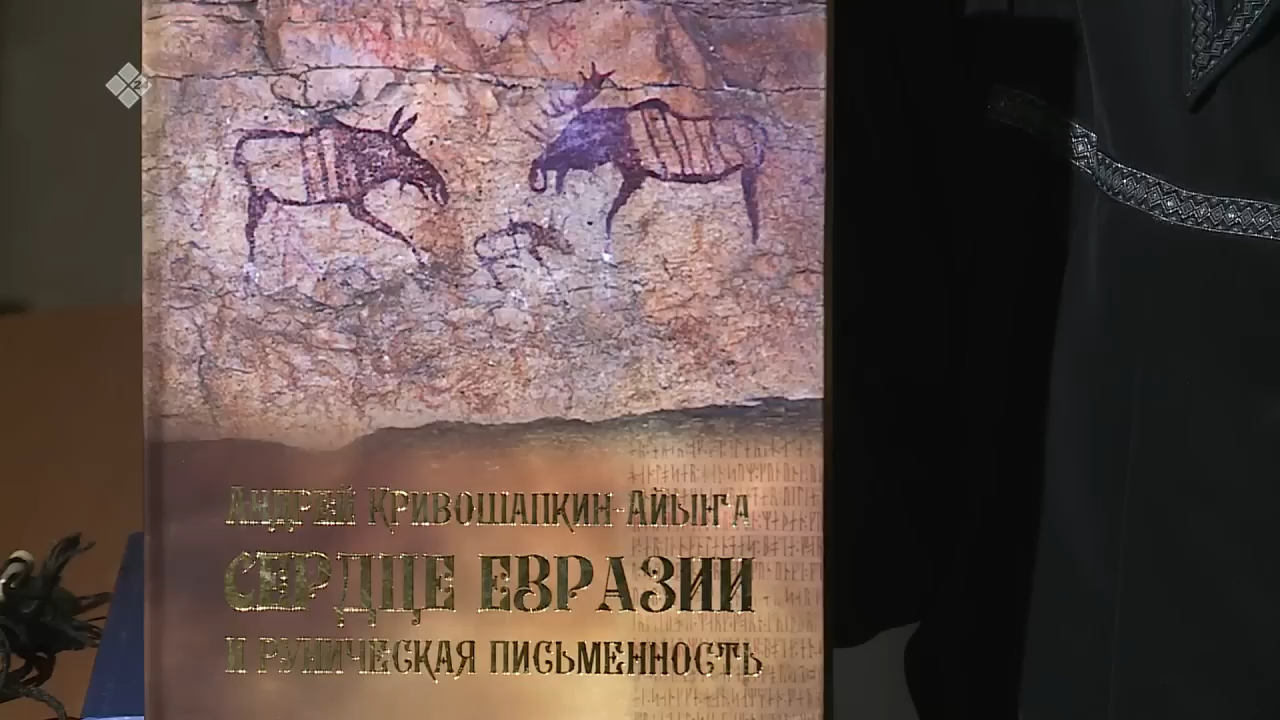 Андрей Кривошапкин-Айыҥа
СЕРДЦЕ ЕВРАЗИИ
И РУНИЧЕСКАЯ ПИСЬМЕННОСТЬ